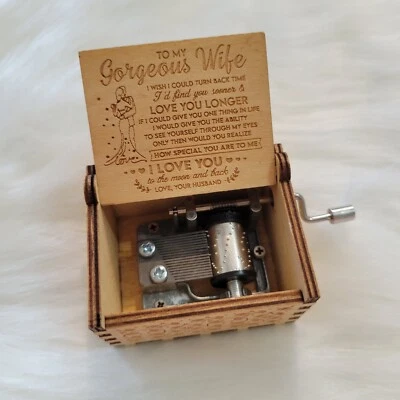 TO MY
Gorgeous Wife
I WISH I COULD TURN BACK TIME
I'd find you sooner &
LOVE YOU LONGER
IF I COULD GIVE YOU ONE THING IN LIFE
I WOULD GIVE YOU THE ABILITY
TO SEE YOURSELF THROUGH MY EYES
ONLY THEN WOULD YOU REALIZE
HOW SPECIAL YOU ARE TO ME
I LOVE YOU
to the moon and back
LOVE, YOUR HUSBAND